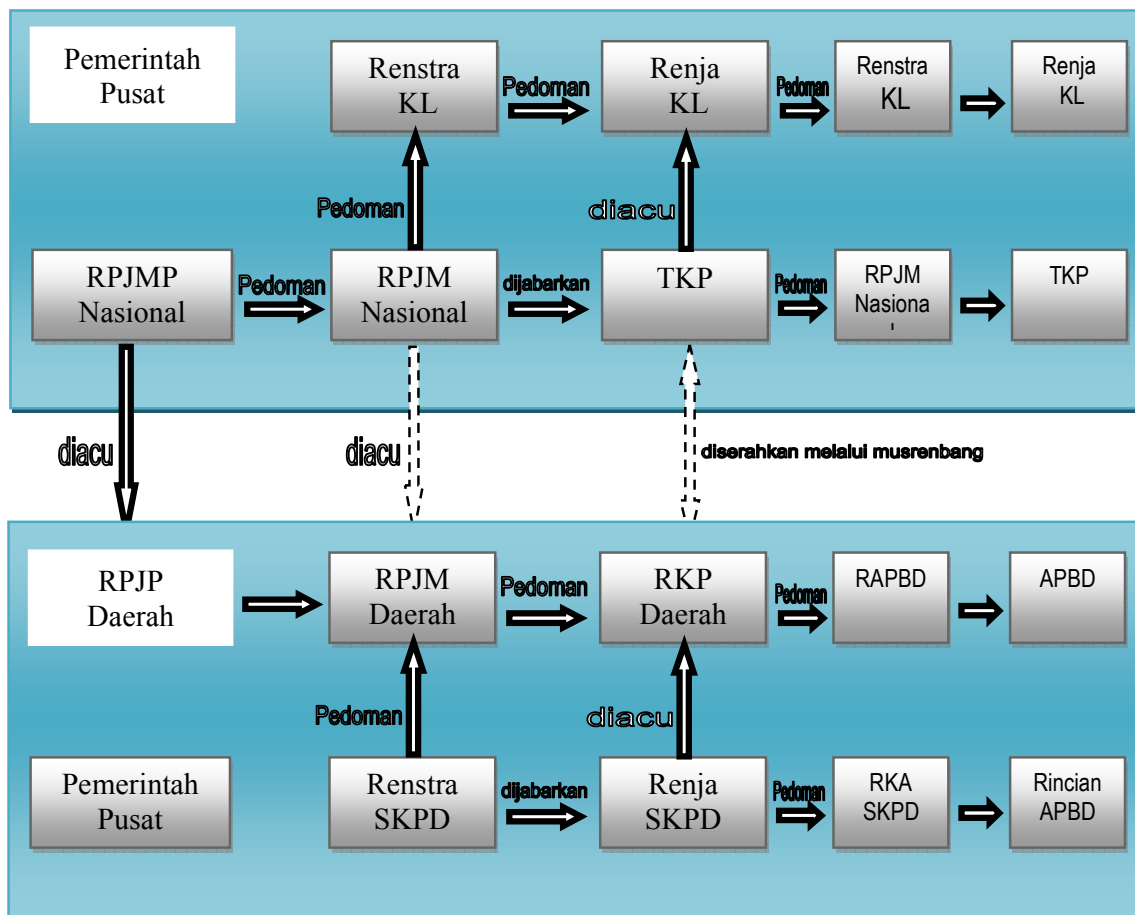 Pemerintah
Pusat
Renstra
KL
Pedoman
Renja
KL
Pedoman
Renstra
KL
Renja
KL
Pedoman
diacu
RPJMP
Nasional
Pedoman
RPJM
Nasional
dijabarkan
TKP
Pedoman
RPJM
Nasiona
l
TKP
diacu
diacu
diserahkan melalui musrenbang
RPJP
Daerah
RPJM
Daerah
Pedoman
RKP
Daerah
Pedoman
RAPBD
APBD
Pedoman
diacu
Pemerintah
Pusat
Renstra
SKPD
dijabarkan
Renja
SKPD
Pedoman
RKA
SKPD
Rincian
APBD